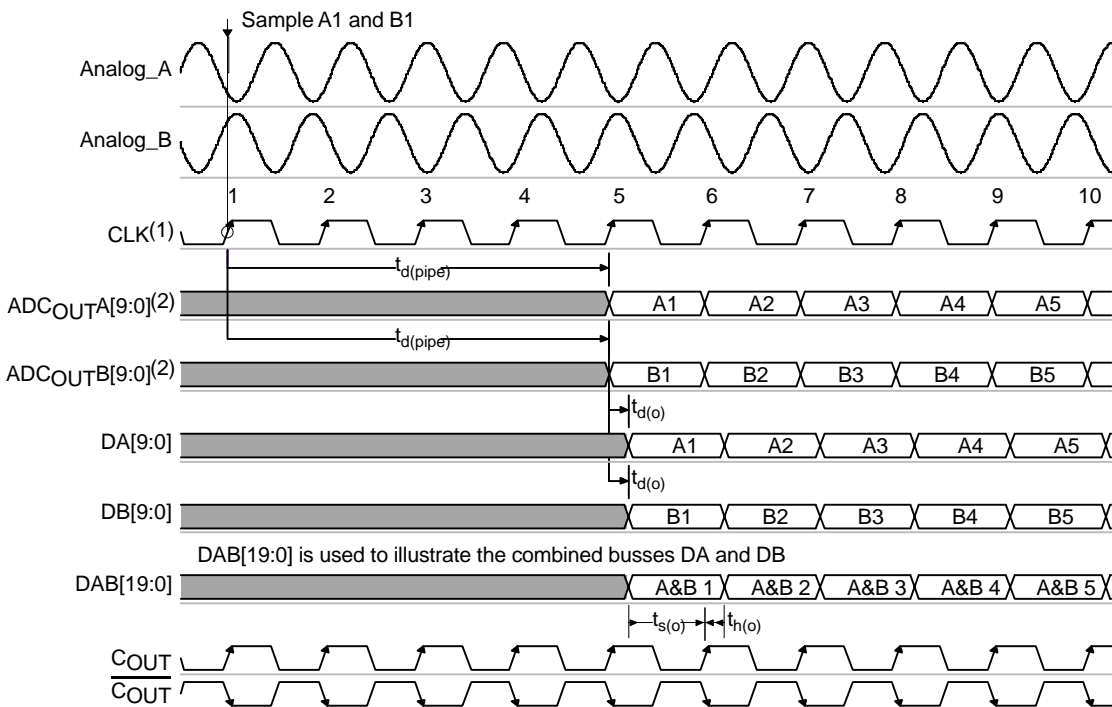 Sample A1 and B1
Analog_A
Analog_B
1 2 3 4 5 6 7 8 9 10
CLK(1)
td(pipe)
ADCOUTA[9:0](2) A1 A2 A3 A4 A5
td(pipe)
ADCOUTB[9:0](2) B1 B2 B3 B4 B5
td(o)
DA[9:0] A1 A2 A3 A4 A5
td(o)
DB[9:0] B1 B2 B3 B4 B5
DAB[19:0] is used to illustrate the combined busses DA and DB
DAB[19:0] A&B 1 A&B 2 A&B 3 A&B 4 A&B 5
ts(o) th(o)
COUT
COUT